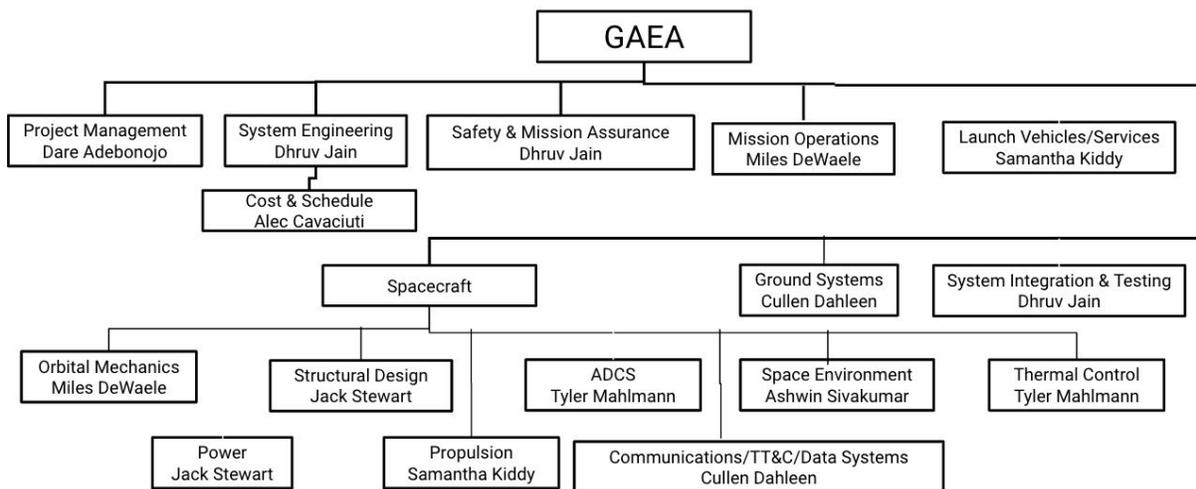 GAEA
Project Management
Dare Adebonojo
System Engineering
Dhruv Jain
Safety & Mission Assurance
Dhruv Jain
Mission Operations
Miles DeWaele
Launch Vehicles/Services
Samantha Kiddy
Cost & Schedule
Alec Cavaciuti
Spacecraft
Ground Systems
Cullen Dahleen
System Integration & Testing
Dhruv Jain
Orbital Mechanics
Miles DeWaele
Structural Design
Jack Stewart
ADCS
Tyler Mahlmann
Space Environment
Ashwin Sivakumar
Thermal Control
Tyler Mahlmann
Power
Jack Stewart
Propulsion
Samantha Kiddy
Communications/TT&C/Data Systems
Cullen Dahleen